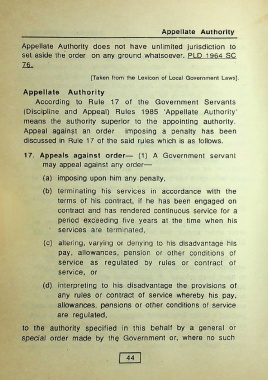 Appellate Authority
Appellate Authority does not have unlimited jurisdiction to
set aside the order on any ground whatsoever. PLD 1964 SC
76.
[Taken from the Lexicon of Local Government Laws].
Appellate Authority
According to Rule 17 of the Government Servants
(Discipline and Appeal) Rules 1985 'Appellate Authority'
means the authority superior to the appointing authority.
Appeal against an order imposing a penalty has been
discussed in Rule 17 of the said rules which is as follows.
17. Appeals against order— (1) A Government servant
may appeal against any order—
(a) imposing upon him any penalty,
(b) terminating his services in accordance with the
terms of his contract, if he has been engaged on
contract and has rendered continuous service for a
period exceeding five years at the time when his
services are terminated,
(c) altering, varying or denying to his disadvantage his
pay, allowances, pension or other conditions of
service as regulated by rules or contract of
service, or
(d) interpreting to his disadvantage the provisions of
any rules or contract of service whereby his pay,
allowances, pensions or other conditions of service
are regulated,
to the authority specified in this behalf by a general or
special order made by the Government or, where no such
44